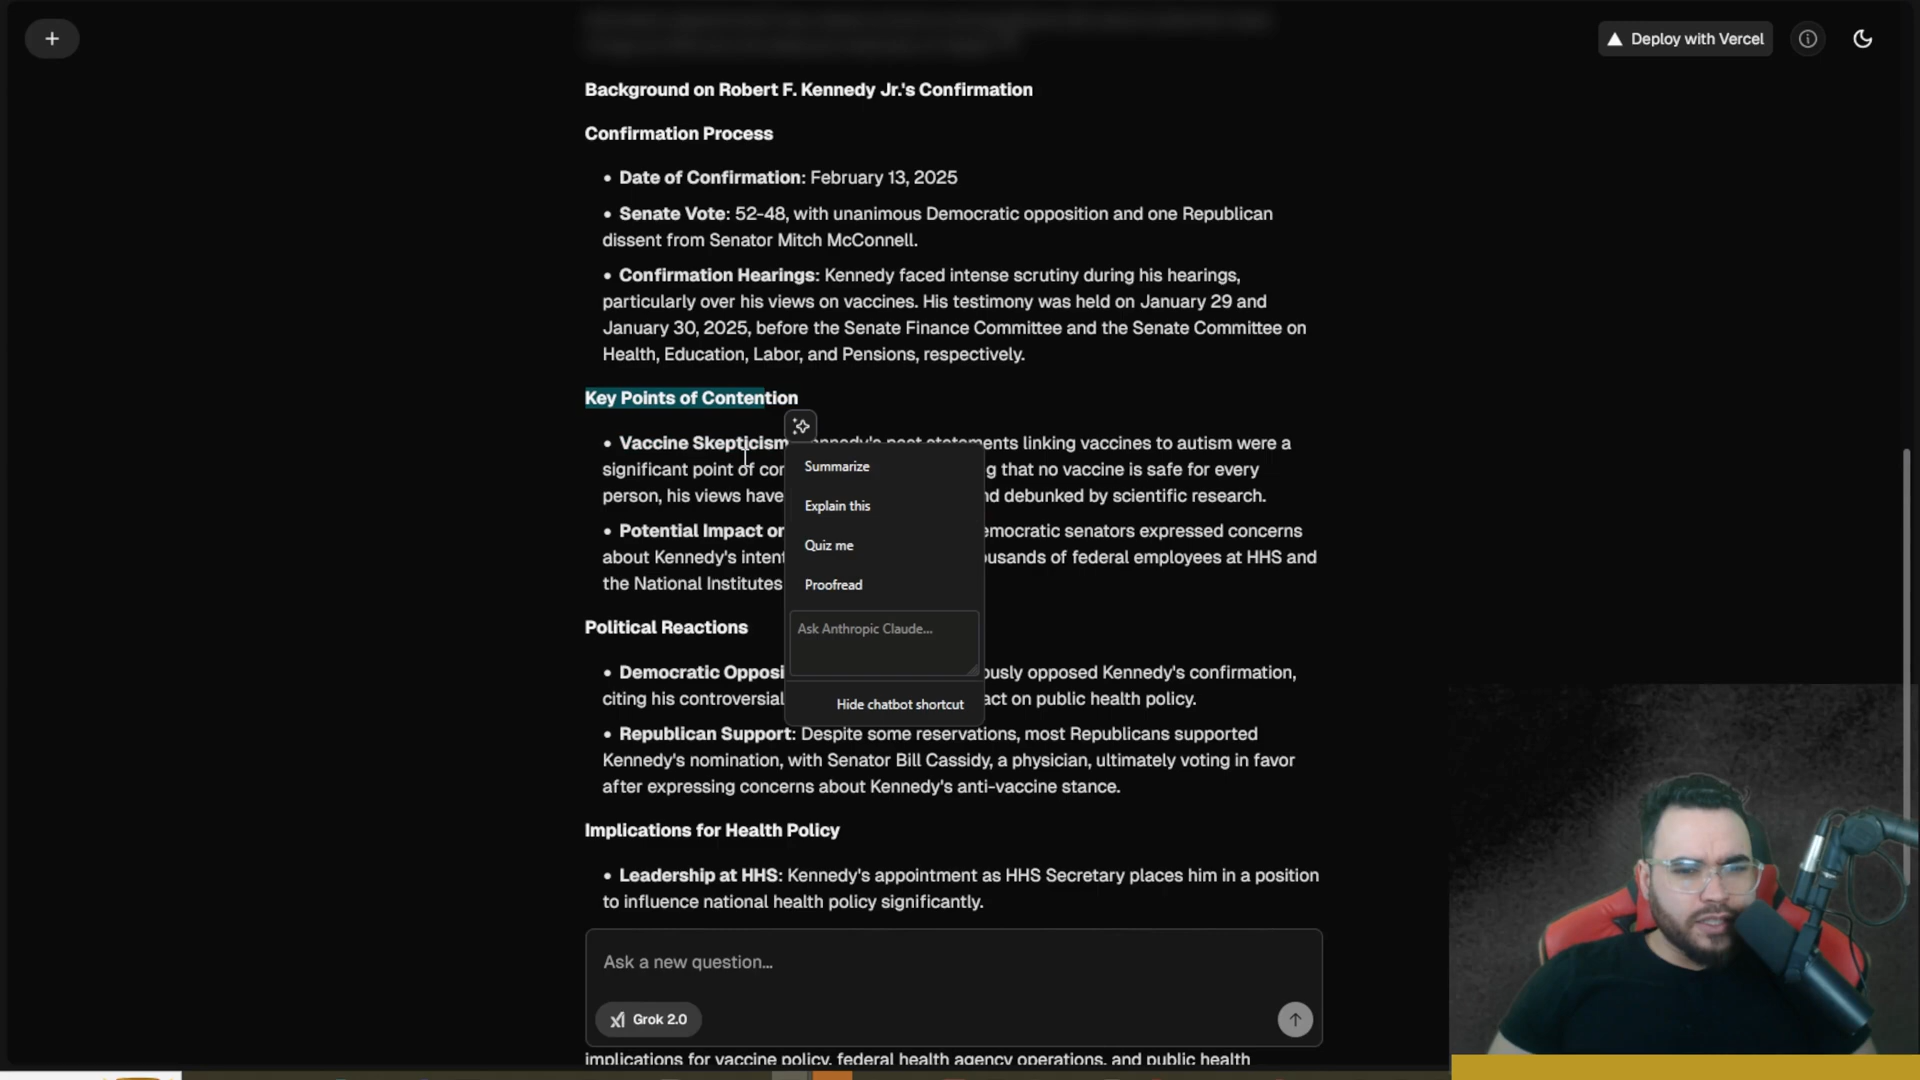 +
Deploy with Vercel
Background on Robert F. Kennedy Jr.'s Confirmation
Confirmation Process
• Date of Confirmation: February 13, 2025
• Senate Vote: 52-48, with unanimous Democratic opposition and one Republican
dissent from Senator Mitch McConnell.
• Confirmation Hearings: Kennedy faced intense scrutiny during his hearings,
particularly over his views on vaccines. His testimony was held on January 29 and
January 30, 2025, before the Senate Finance Committee and the Senate Committee on
Health, Education, Labor, and Pensions, respectively.
Key Points of Contention
• Vaccine Skepticism linking vaccines to autism were a
significant point of g that no vaccine is safe for every
person, his views have nd debunked by scientific research.
• Potential Impact or emocratic senators expressed concerns
about Kennedy's intent usands of federal employees at HHS and
the National Institutes
Political Reactions
• Democratic Opposi usly opposed Kennedy's confirmation,
citing his controversial act on public health policy.
• Republican Support: Despite some reservations, most Republicans supported
Kennedy's nomination, with Senator Bill Cassidy, a physician, ultimately voting in favor
after expressing concerns about Kennedy's anti-vaccine stance.
Implications for Health Policy
• Leadership at HHS: Kennedy's appointment as HHS Secretary places him in a position
to influence national health policy significantly.
Summarize
Explain this
Quiz me
Proofread
Ask Anthropic Claude...
Hide chatbot shortcut
Ask a new question...
Grok 2.0
implications for vaccine policy, federal health agency operations, and public health